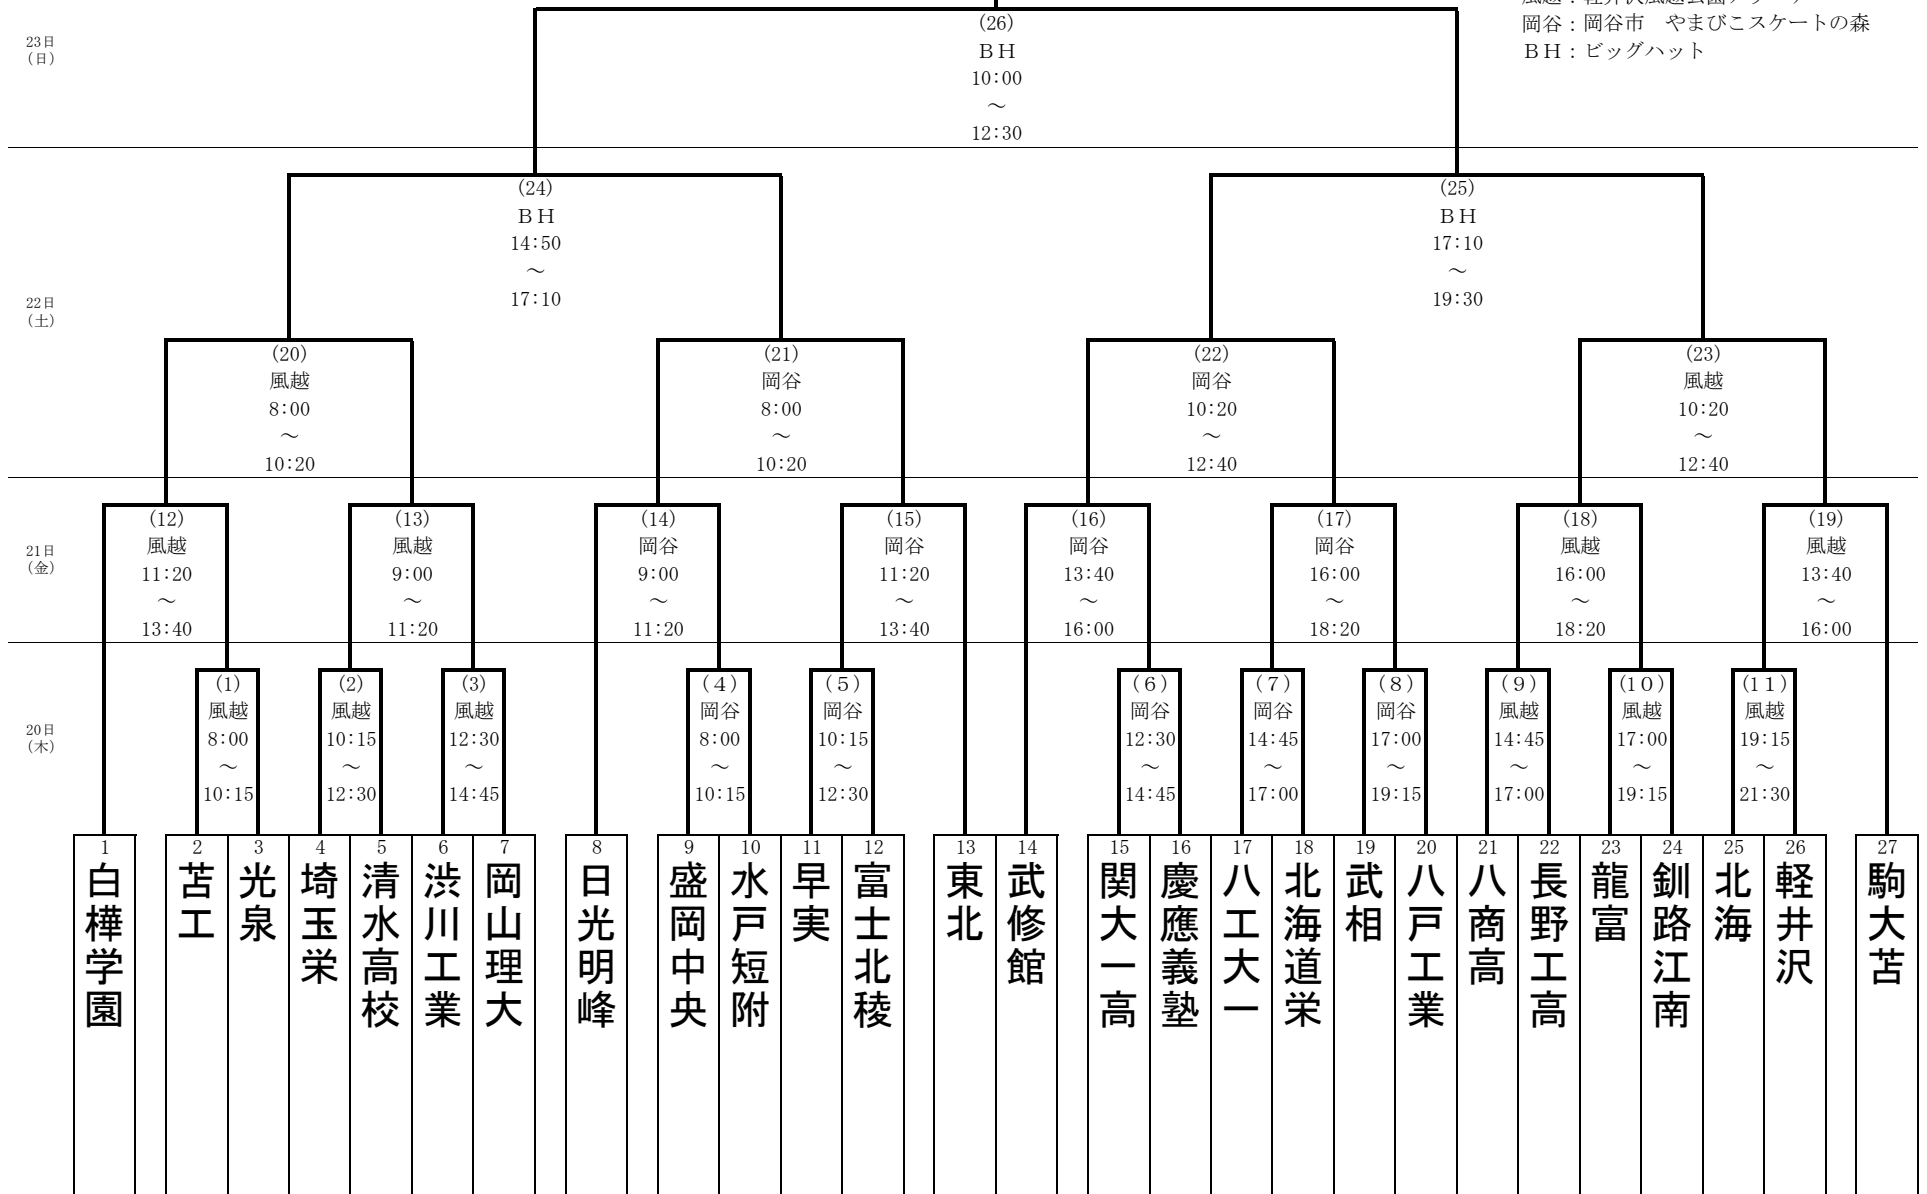 岡谷：岡谷市　やまびこスケートの森
ＢＨ：ビッグハット
23日
（日）
(26)
ＢＨ
10:00
～
12:30
22日
（土）
(24)
ＢＨ
14:50
～
17:10
(25)
ＢＨ
17:10
～
19:30
(20)
風越
8:00
～
10:20
(21)
岡谷
8:00
～
10:20
(22)
岡谷
10:20
～
12:40
(23)
風越
10:20
～
12:40
21日
（金）
(12)
風越
11:20
～
13:40
(13)
風越
9:00
～
11:20
(14)
岡谷
9:00
～
11:20
(15)
岡谷
11:20
～
13:40
(16)
岡谷
13:40
～
16:00
(17)
岡谷
16:00
～
18:20
(18)
風越
16:00
～
18:20
(19)
風越
13:40
～
16:00
20日
（木）
(1)
風越
8:00
～
10:15
(2)
風越
10:15
～
12:30
(3)
風越
12:30
～
14:45
（４）
岡谷
8:00
～
10:15
（５）
岡谷
10:15
～
12:30
（６）
岡谷
12:30
～
14:45
（７）
岡谷
14:45
～
17:00
（８）
岡谷
17:00
～
19:15
（９）
風越
14:45
～
17:00
（１０）
風越
17:00
～
19:15
（１１）
風越
19:15
～
21:30
1
白樺学園
2
苫工
3
光泉
4
埼玉栄
5
清水高校
6
渋川工業
7
岡山理大
8
日光明峰
9
盛岡中央
10
水戸短附
11
早実
12
富士北稜
13
東北
14
武修館
15
関大一高
16
慶應義塾
17
八工大一
18
北海道栄
19
武相
20
八戸工業
21
八商高
22
長野工高
23
龍富
24
釧路江南
25
北海
26
軽井沢
27
駒大苫